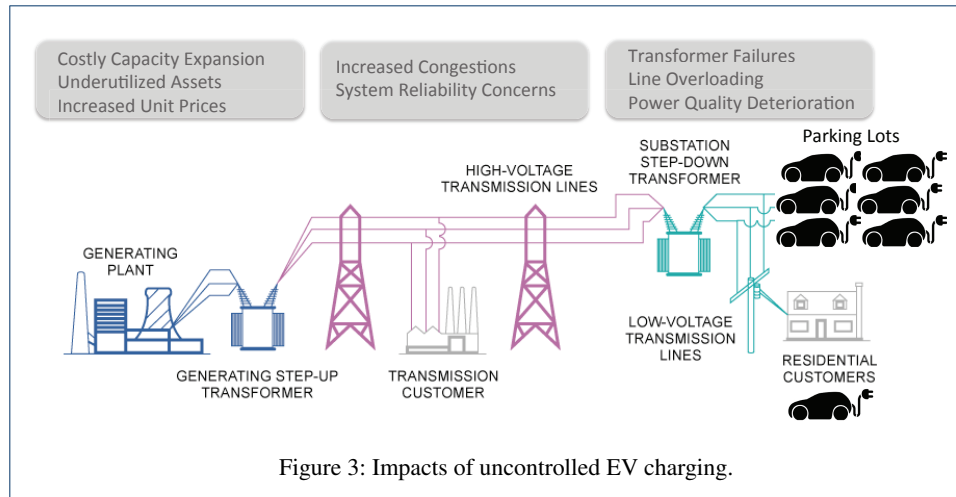 Costly Capacity Expansion
Underutilized Assets
Increased Unit Prices
Increased Congestions
System Reliability Concerns
Transformer Failures
Line Overloading
Power Quality Deterioration
Parking Lots
SUBSTATION
STEP-DOWN
TRANSFORMER
HIGH-VOLTAGE
TRANSMISSION LINES
GENERATING
PLANT
LOW-VOLTAGE
TRANSMISSION
LINES
RESIDENTIAL
CUSTOMERS
GENERATING STEP-UP
TRANSFORMER
TRANSMISSION
CUSTOMER
Figure 3: Impacts of uncontrolled EV charging.